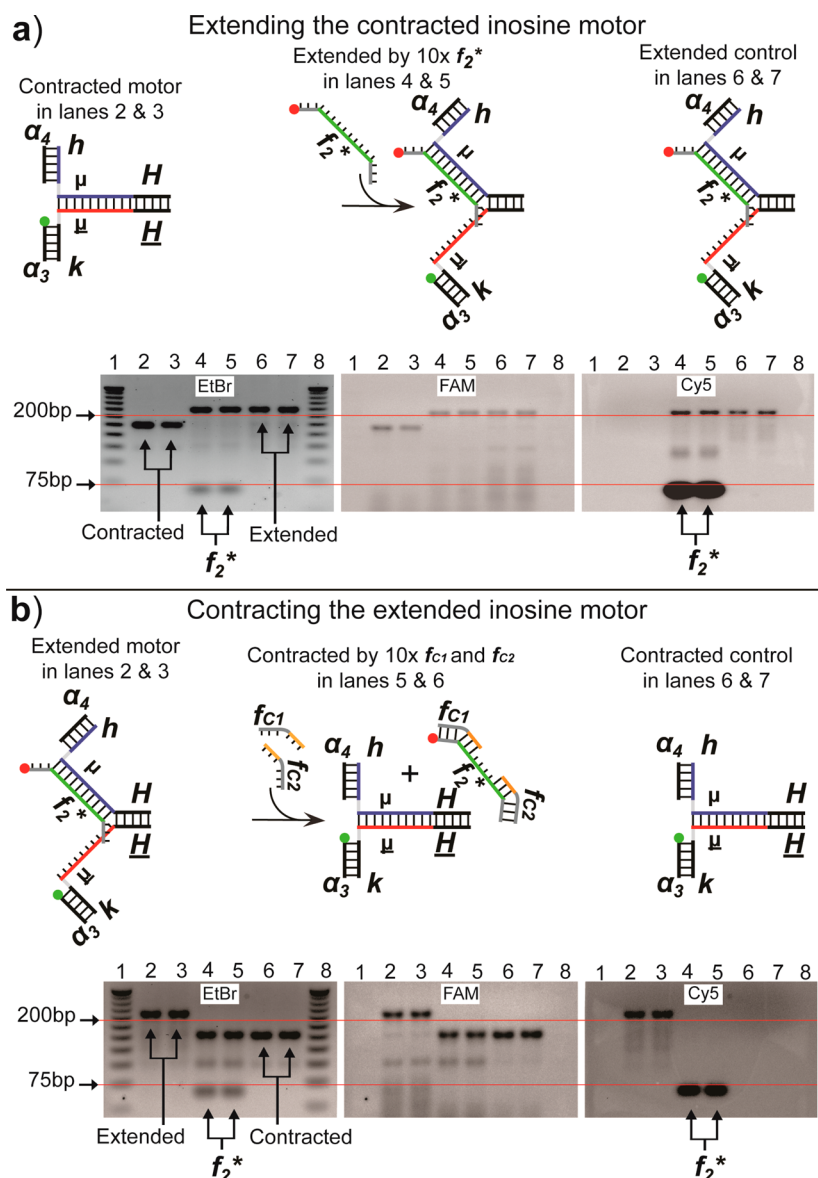 a)
Extending the contracted inosine motor
Contracted motor
in lanes 2 & 3
Extended by 10x f2*
in lanes 4 & 5
Extended control
in lanes 6 & 7
α4 h
μ H
μ H
α3 k
f2*
α4 h
μ
f2*
μ
k
α3
α4 h
μ
f2*
μ
k
α3
1 2 3 4 5 6 7 8
EtBr
1 2 3 4 5 6 7 8
FAM
1 2 3 4 5 6 7 8
Cy5
200bp
75bp
Contracted
f2*
Extended
f2*
b)
Contracting the extended inosine motor
Extended motor
in lanes 2 & 3
Contracted by 10x fC1 and fC2
in lanes 5 & 6
Contracted control
in lanes 6 & 7
α4 h
μ
f2*
H
H
μ
k
α3
fC1
fC2
α4 h
μ H
μ H
α3 k
+
fC1
f2*
fC2
α4 h
μ H
μ H
α3 k
1 2 3 4 5 6 7 8
EtBr
1 2 3 4 5 6 7 8
FAM
1 2 3 4 5 6 7 8
Cy5
200bp
75bp
Extended
f2*
Contracted
f2*